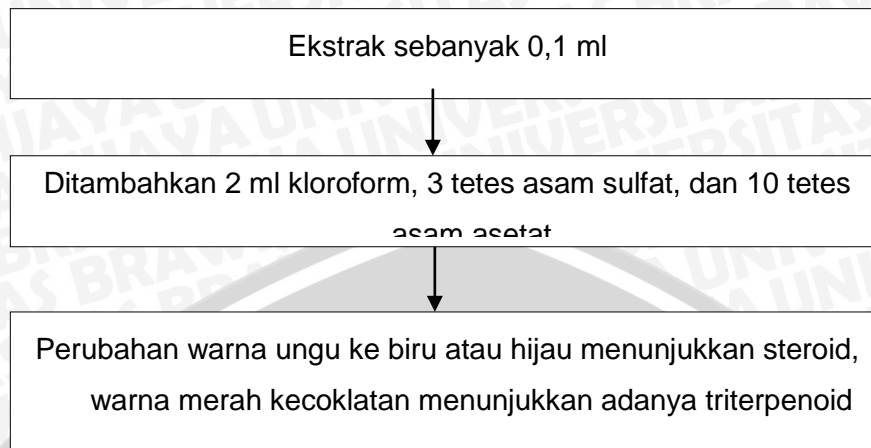 Ekstrak sebanyak 0,1 ml
Ditambahkan 2 ml kloroform, 3 tetes asam sulfat, dan 10 tetes
asam asetat
Perubahan warna ungu ke biru atau hijau menunjukkan steroid,
warna merah kecoklatan menunjukkan adanya triterpenoid